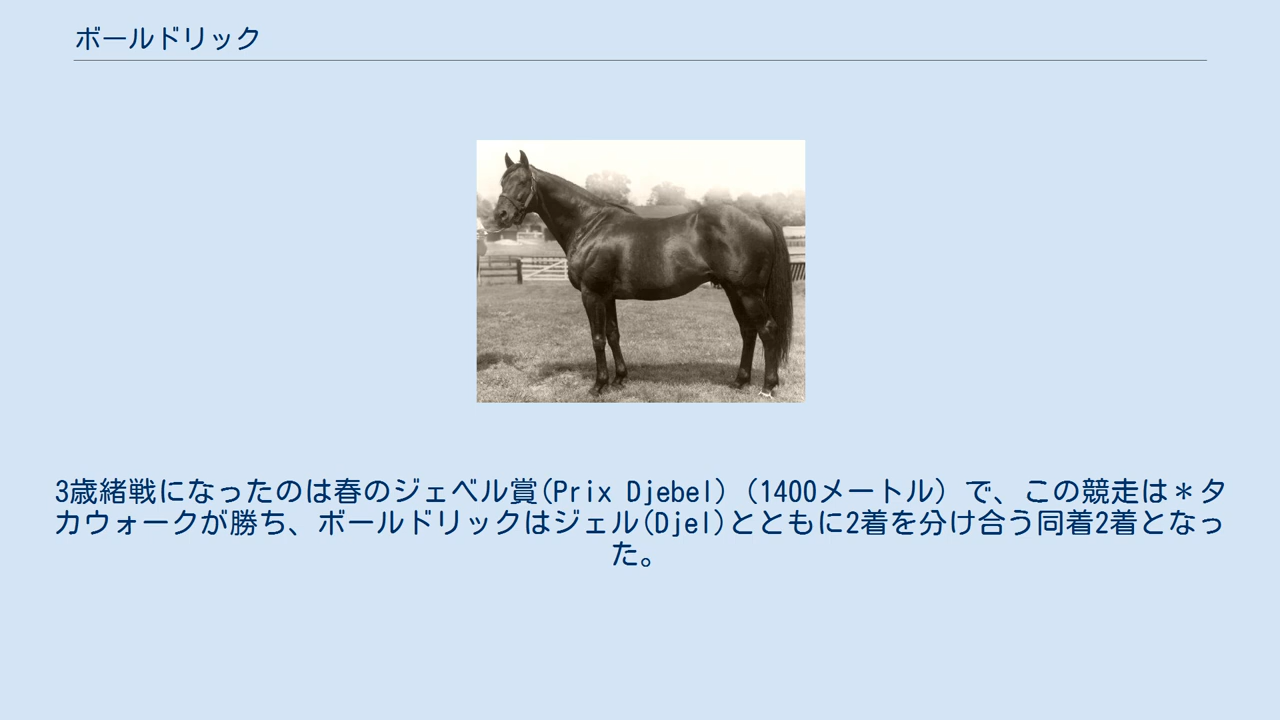 ボールドリック
3歳緒戦になったのは春のジェベル賞(Prix Djebel)（1400メートル）で、この競走は＊タ
カウォークが勝ち、ボールドリックはジェル(Djel)とともに2着を分け合う同着2着となっ
た。